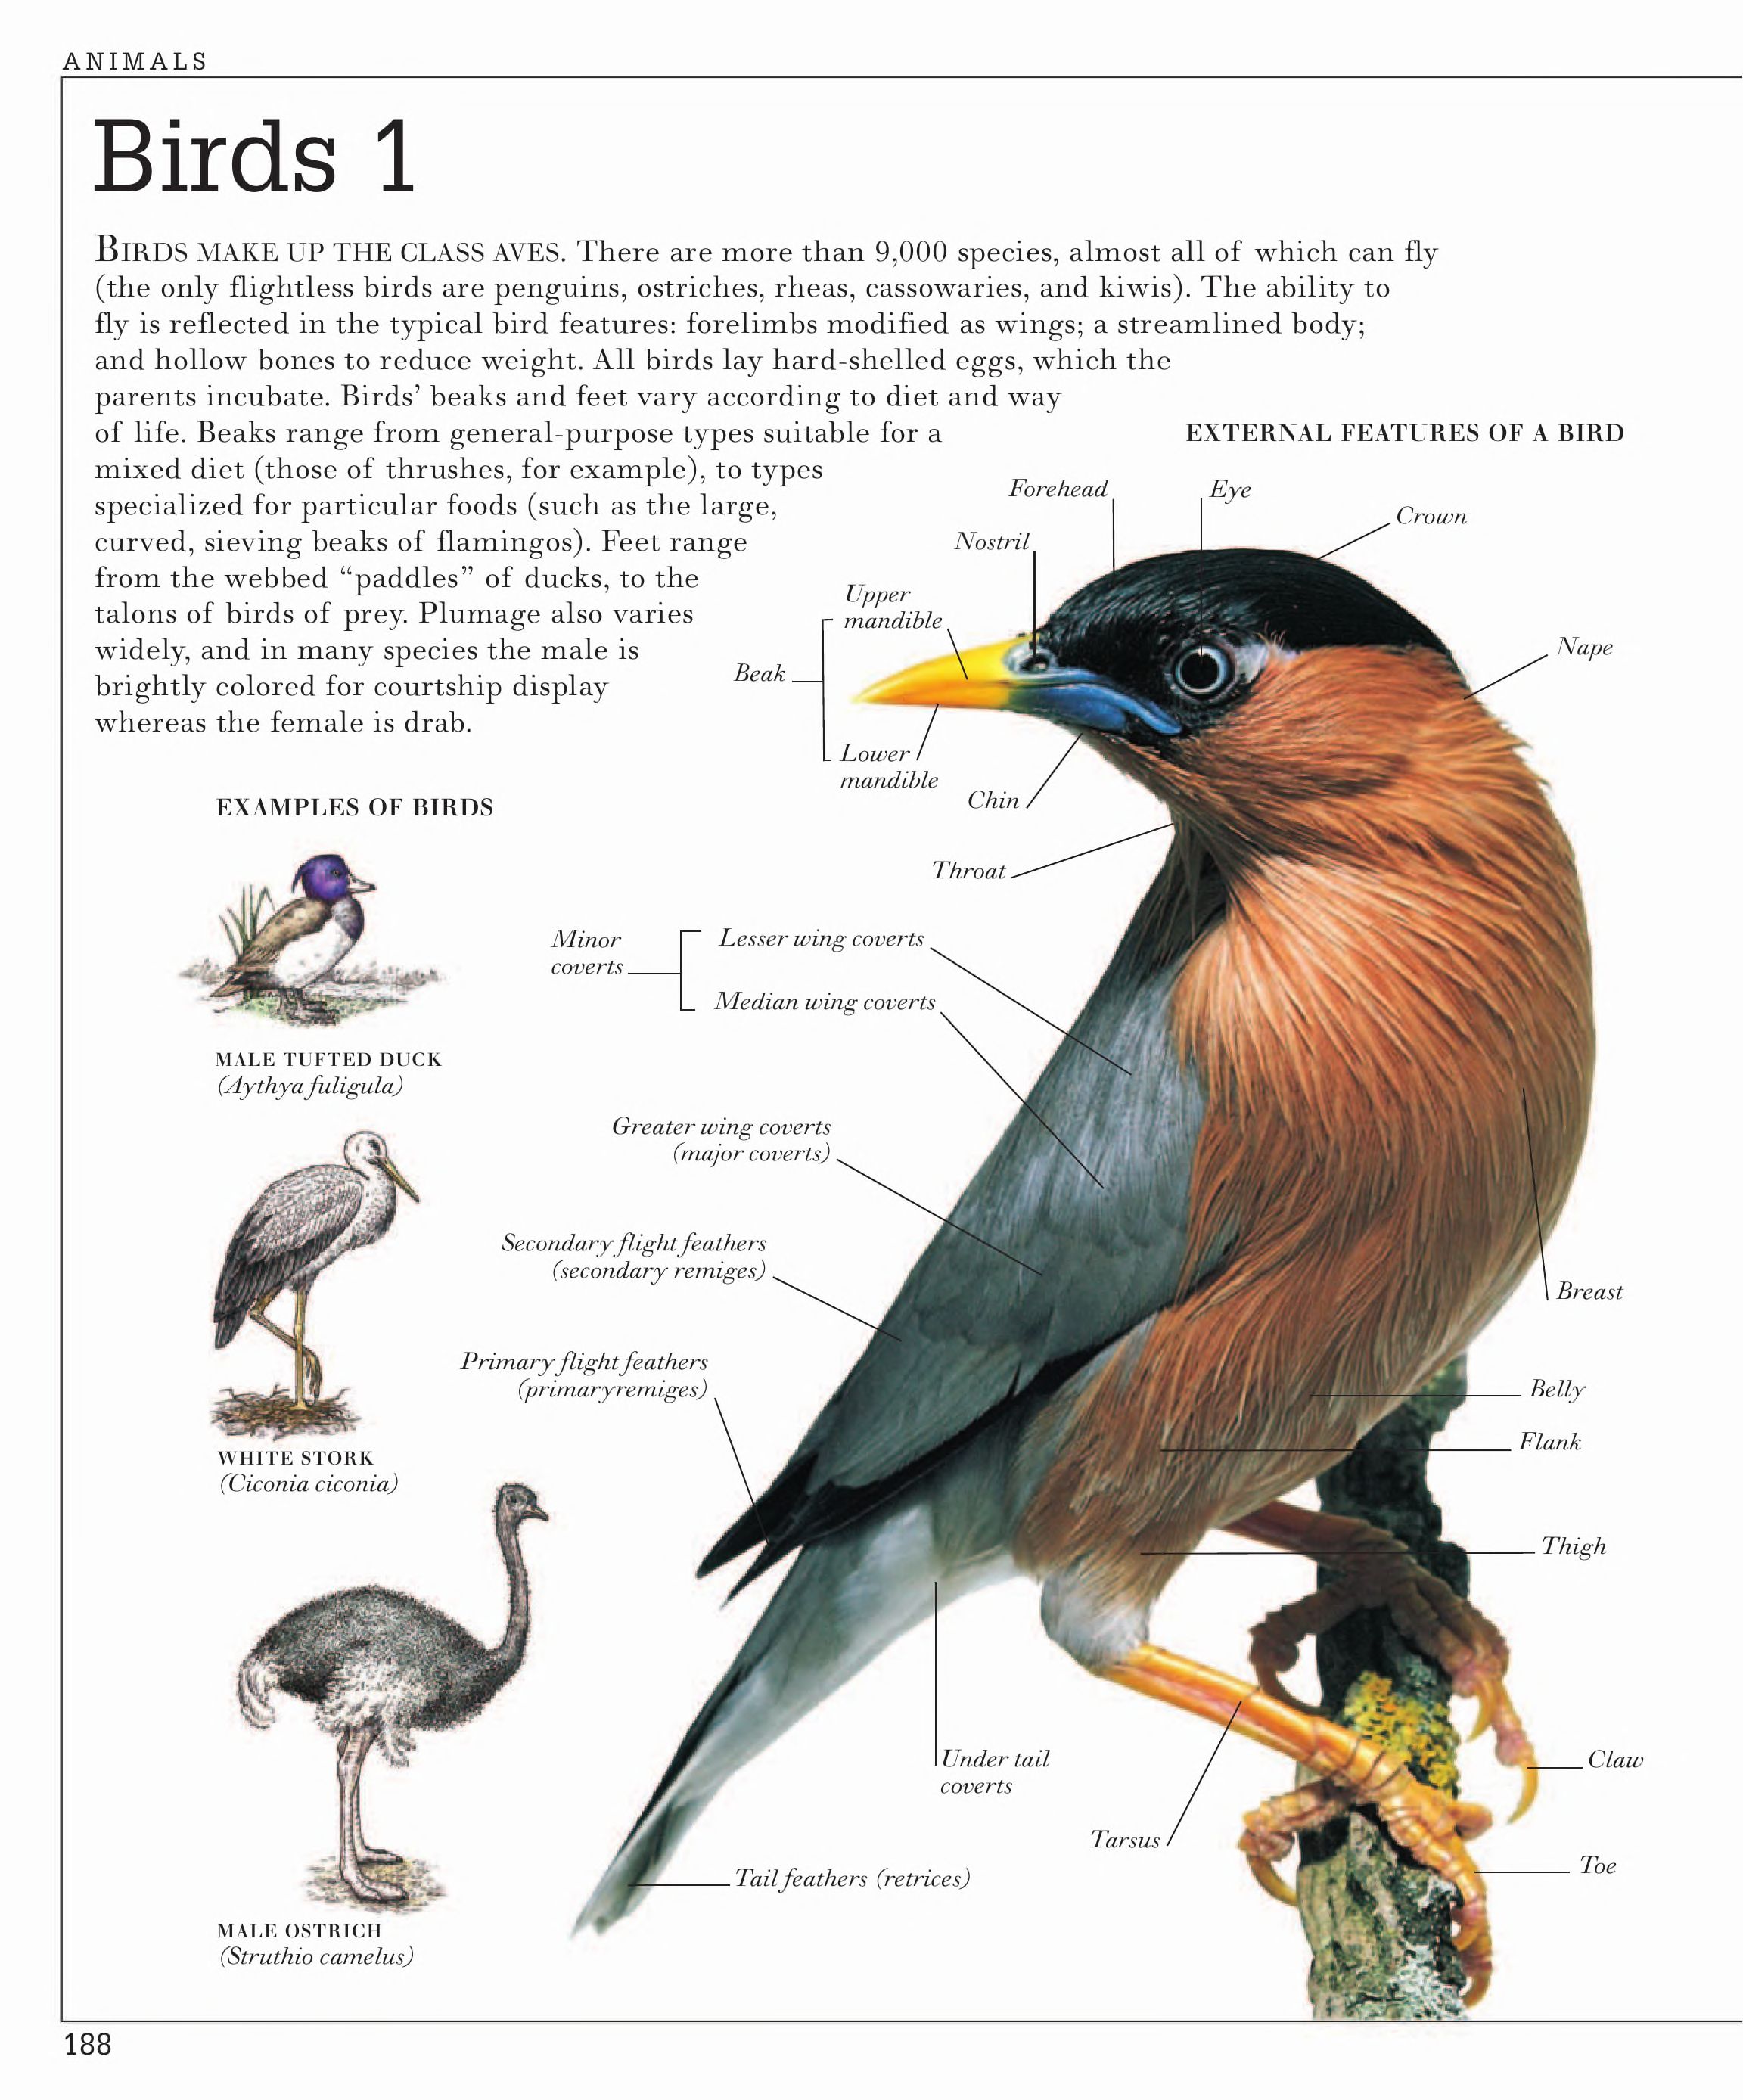 ANIMALS
Birds 1
BIRDS MAKE UP THE CLASS AVES. There are more than 9,000 species, almost all of which can fly
(the only flightless birds are penguins, ostriches, rheas, cassowaries, and kiwis). The ability to
fly is reflected in the typical bird features: forelimbs modified as wings; a streamlined body;
and hollow bones to reduce weight. All birds lay hard-shelled eggs, which the
parents incubate. Birds’ beaks and feet vary according to diet and way
of life. Beaks range from general-purpose types suitable for a
mixed diet (those of thrushes, for example), to types
specialized for particular foods (such as the large,
curved, sieving beaks of flamingos). Feet range
from the webbed “paddles” of ducks, to the
talons of birds of prey. Plumage also varies
widely, and in many species the male is
brightly colored for courtship display
whereas the female is drab.
EXTERNAL FEATURES OF A BIRD
Forehead
Eye
Crown
Nostril
Upper
mandible
Nape
Beak
Lower
mandible
Chin
Throat
EXAMPLES OF BIRDS
MALE TUFTED DUCK
(Aythya fuligula)
WHITE STORK
(Ciconia ciconia)
MALE OSTRICH
(Struthio camelus)
Minor
coverts
Lesser wing coverts
Median wing coverts
Greater wing coverts
(major coverts)
Secondary flight feathers
(secondary remiges)
Primary flight feathers
(primaryremiges)
Breast
Belly
Flank
Thigh
Under tail
coverts
Claw
Tarsus
Toe
Tail feathers (retrices)
188